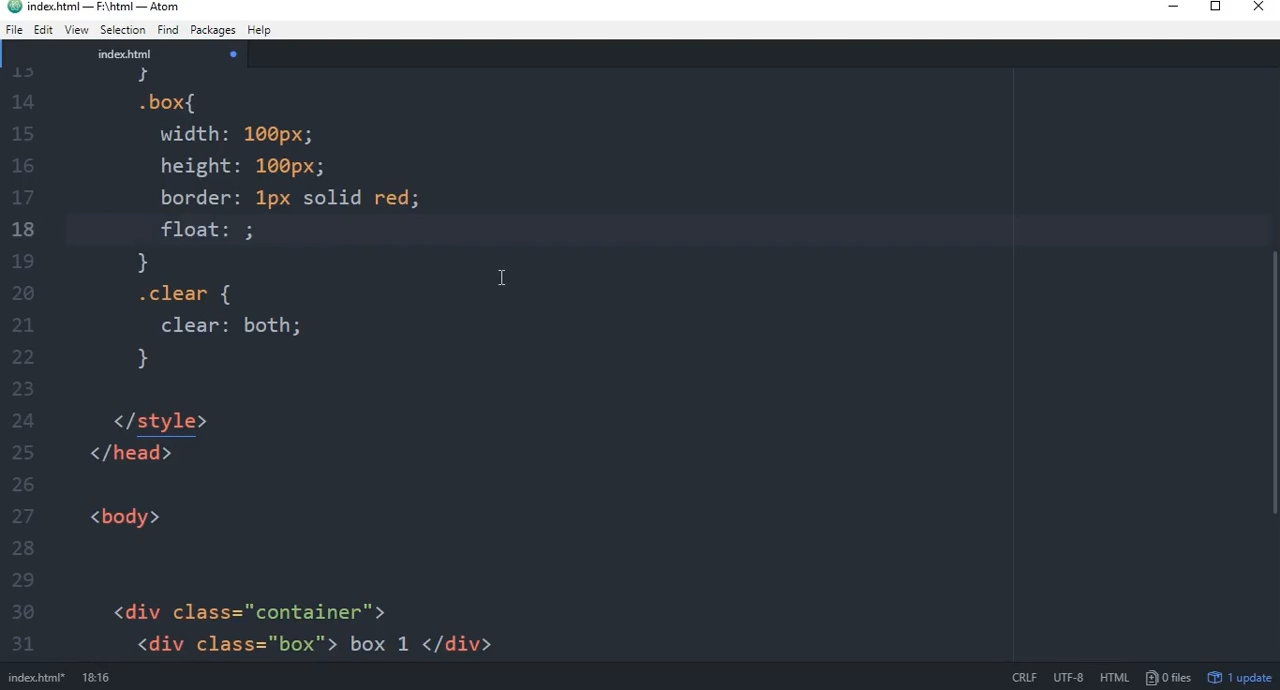 index.html — F:\html — Atom
File Edit View Selection Find Packages Help
index.html
13 }
14 .box{
15 width: 100px;
16 height: 100px;
17 border: 1px solid red;
18 float: ;
19 }
20 .clear {
21 clear: both;
22 }
23
24 </style>
25 </head>
26
27 <body>
28
29
30 <div class="container">
31 <div class="box"> box 1 </div>
index.html* 18:16 CRLF UTF-8 HTML 0 files 1 update